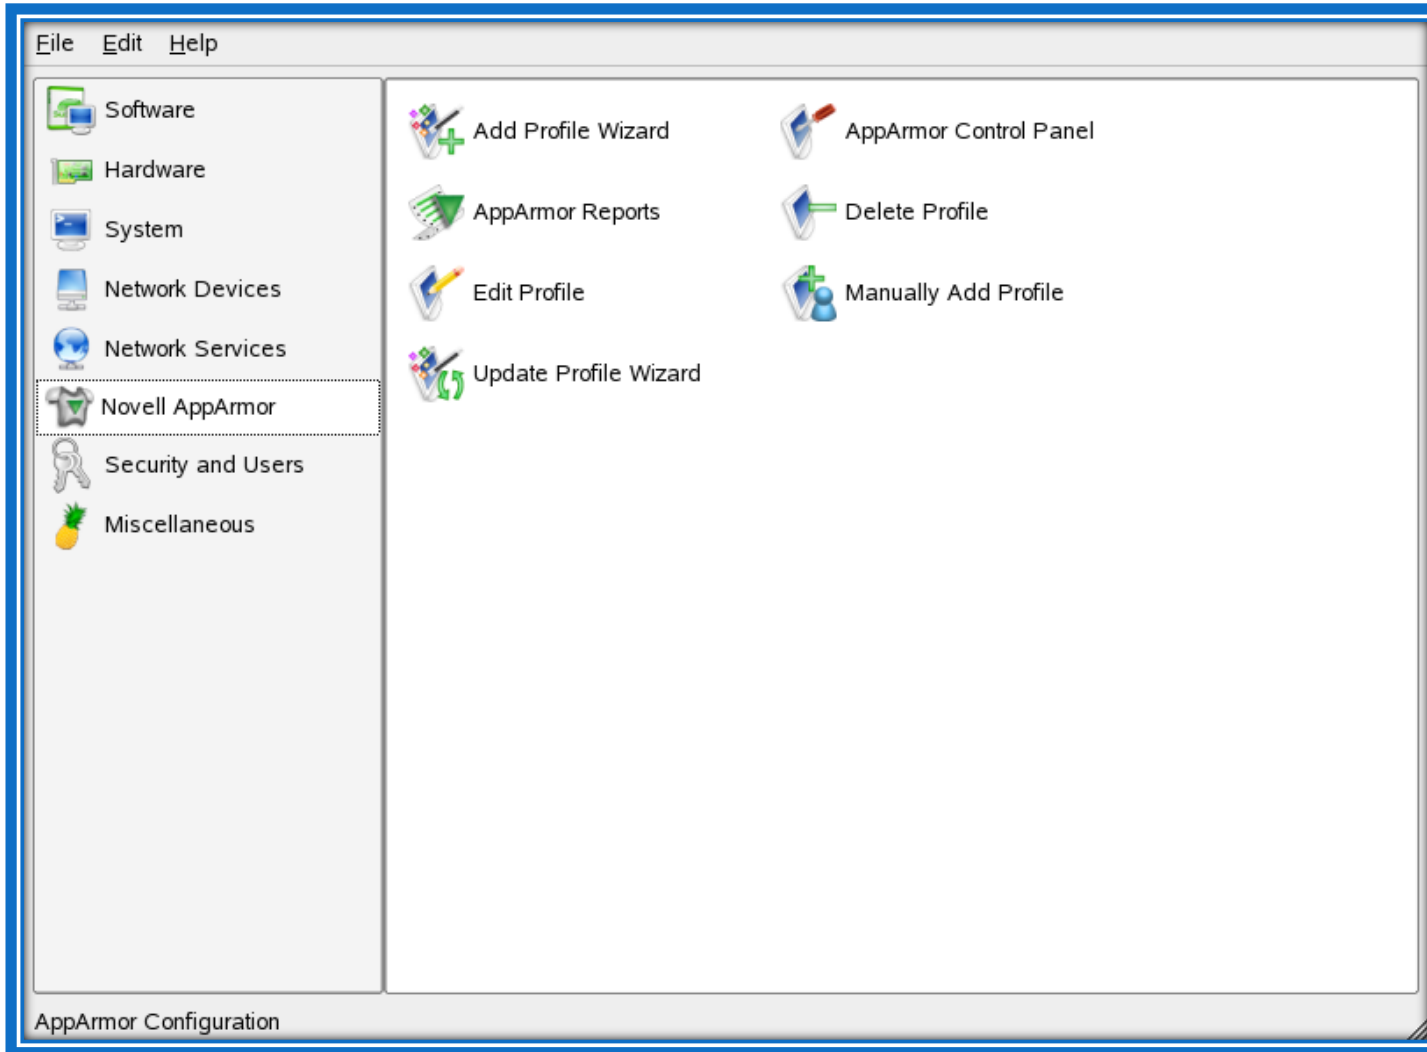 File Edit Help
Software
Hardware
System
Network Devices
Network Services
Novell AppArmor
Security and Users
Miscellaneous
Add Profile Wizard
AppArmor Control Panel
AppArmor Reports
Delete Profile
Edit Profile
Manually Add Profile
Update Profile Wizard
AppArmor Configuration